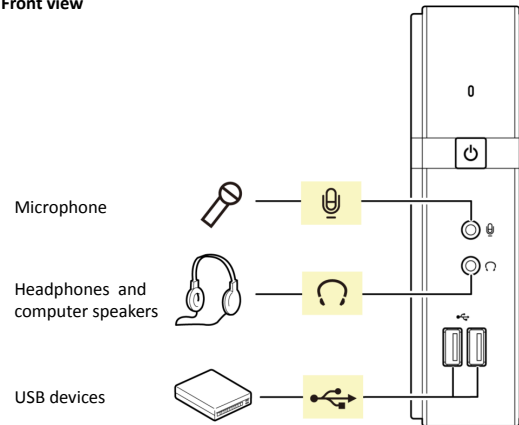 Front view
Microphone
Headphones and
computer speakers
USB devices